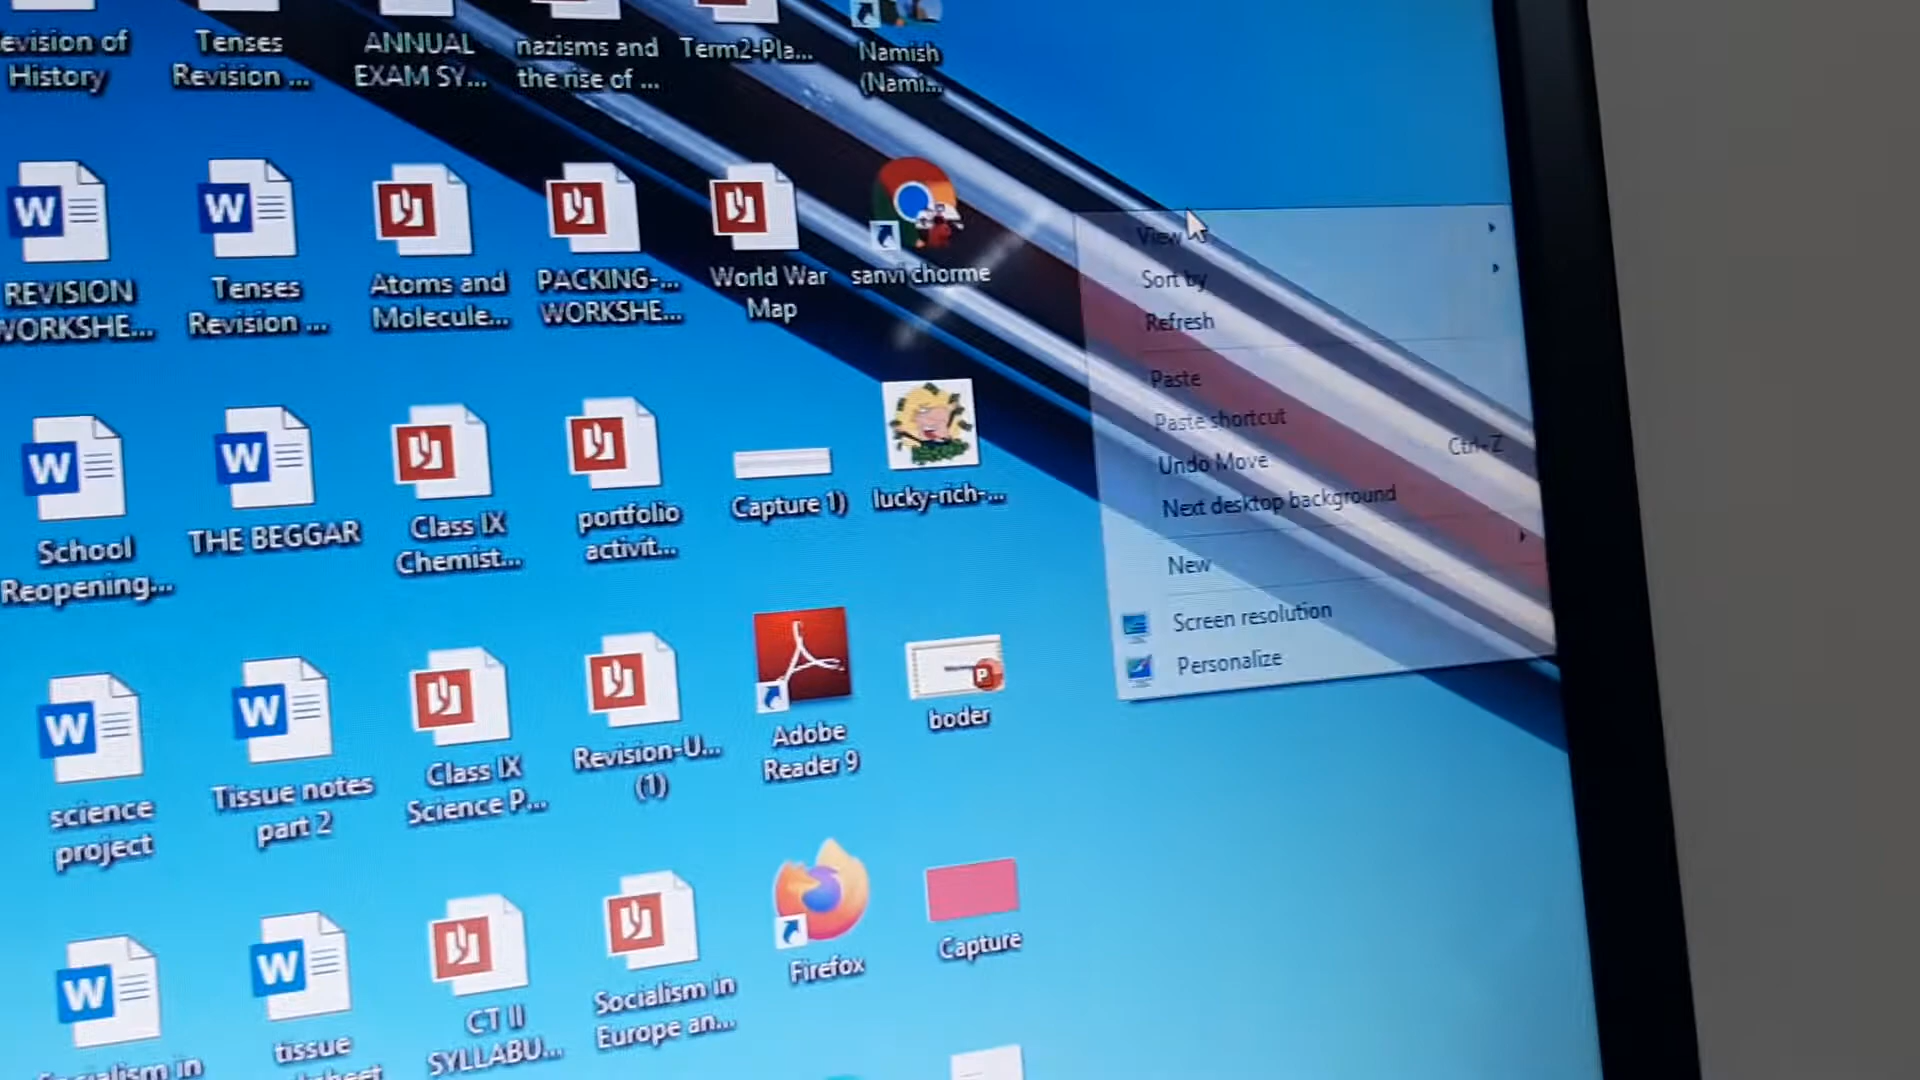 evision of
History
Tenses
Revision ...
ANNUAL
EXAM SY...
nazisms and
the rise of ...
Term2-Pla...
Namish
(Nami...
REVISION
WORKSHE...
Tenses
Revision ...
Atoms and
Molecule...
PACKING-...
WORKSHE...
World War
Map
sanvi chorme
View
Sort by
Refresh
Paste
Paste shortcut
Undo Move
Ctrl+Z
Next desktop background
New
Screen resolution
Personalize
School
Reopening...
THE BEGGAR
Class IX
Chemist...
portfolio
activit...
Capture 1)
lucky-rich-...
science
project
Tissue notes
part 2
Class IX
Science P...
Revision-U...
(1)
Adobe
Reader 9
boder
Socialism in
tissue
CT II
SYLLABU...
Socialism in
Europe an...
Firefox
Capture